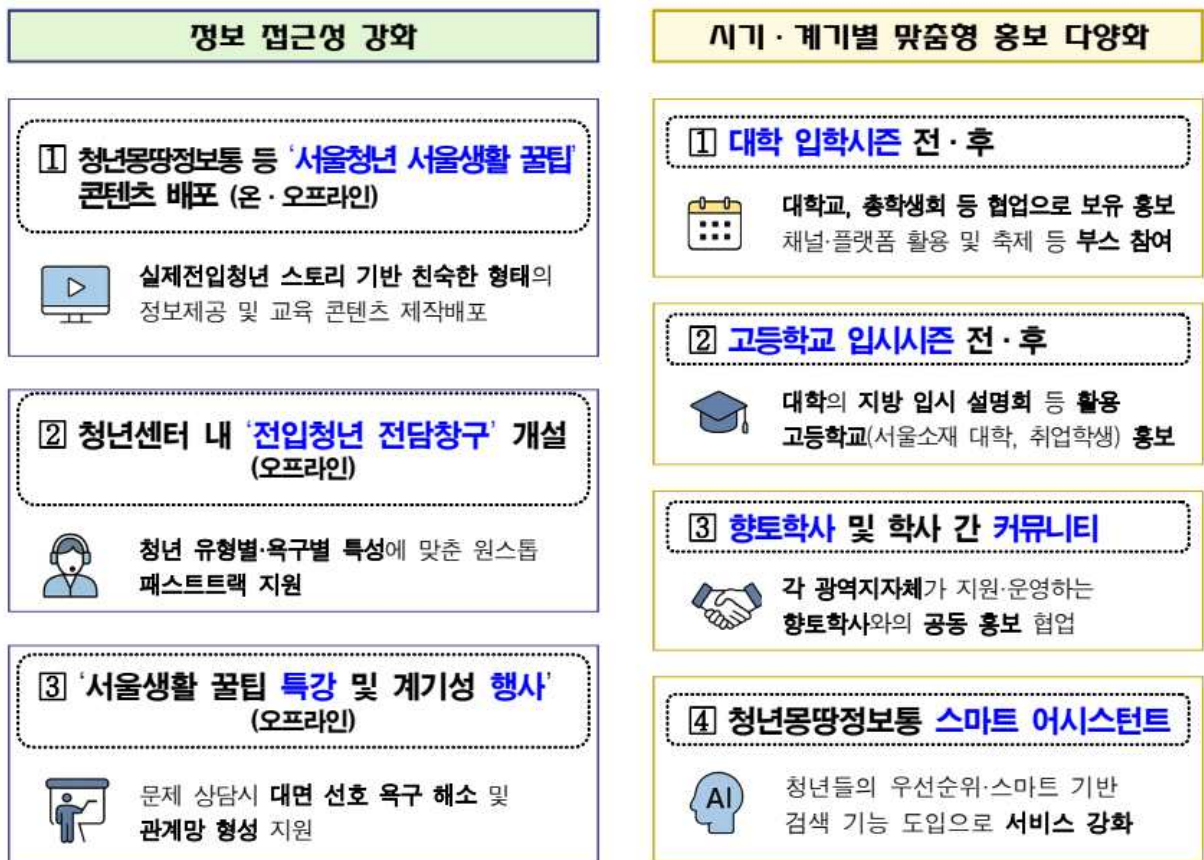 정보 접근성 강화
1 청년몽땅정보통 등 '서울청년 서울생활 꿀팁'
콘텐츠 배포 (온·오프라인)
실제전입청년 스토리 기반 친숙한 형태의
정보제공 및 교육 콘텐츠 제작배포
2 청년센터 내 '전입청년 전담창구' 개설
(오프라인)
청년 유형별·욕구별 특성에 맞춘 원스톱
패스트트랙 지원
3 '서울생활 꿀팁 특강 및 계기성 행사'
(오프라인)
문제 상담시 대면 선호 욕구 해소 및
관계망 형성 지원
시기·계기별 맞춤형 홍보 다양화
1 대학 입학시즌 전·후
대학교, 총학생회 등 협업으로 보유 홍보
채널·플랫폼 활용 및 축제 등 부스 참여
2 고등학교 입시시즌 전·후
대학의 지방 입시 설명회 등 활용
고등학교(서울소재 대학, 취업학생) 홍보
3 향토학사 및 학사 간 커뮤니티
각 광역지자체가 지원·운영하는
향토학사와의 공동 홍보 협업
4 청년몽땅정보통 스마트 어시스턴트
AI
청년들의 우선순위·스마트 기반
검색 기능 도입으로 서비스 강화